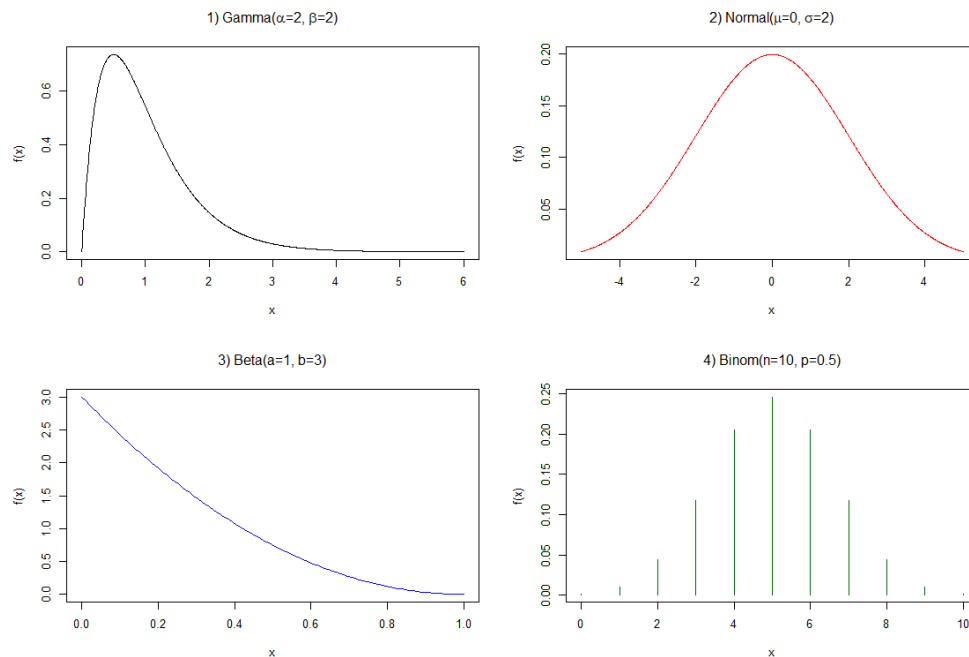 1) Gamma(α=2, β=2)
f(x)
0.0
0.2
0.4
0.6
0 1 2 3 4 5 6
x
2) Normal(μ=0, σ=2)
f(x)
0.05
0.10
0.15
0.20
-4 -2 0 2 4
x
3) Beta(a=1, b=3)
f(x)
0.0
0.5
1.0
1.5
2.0
2.5
3.0
0.0 0.2 0.4 0.6 0.8 1.0
x
4) Binom(n=10, p=0.5)
f(x)
0.00
0.05
0.10
0.15
0.20
0.25
0 2 4 6 8 10
x